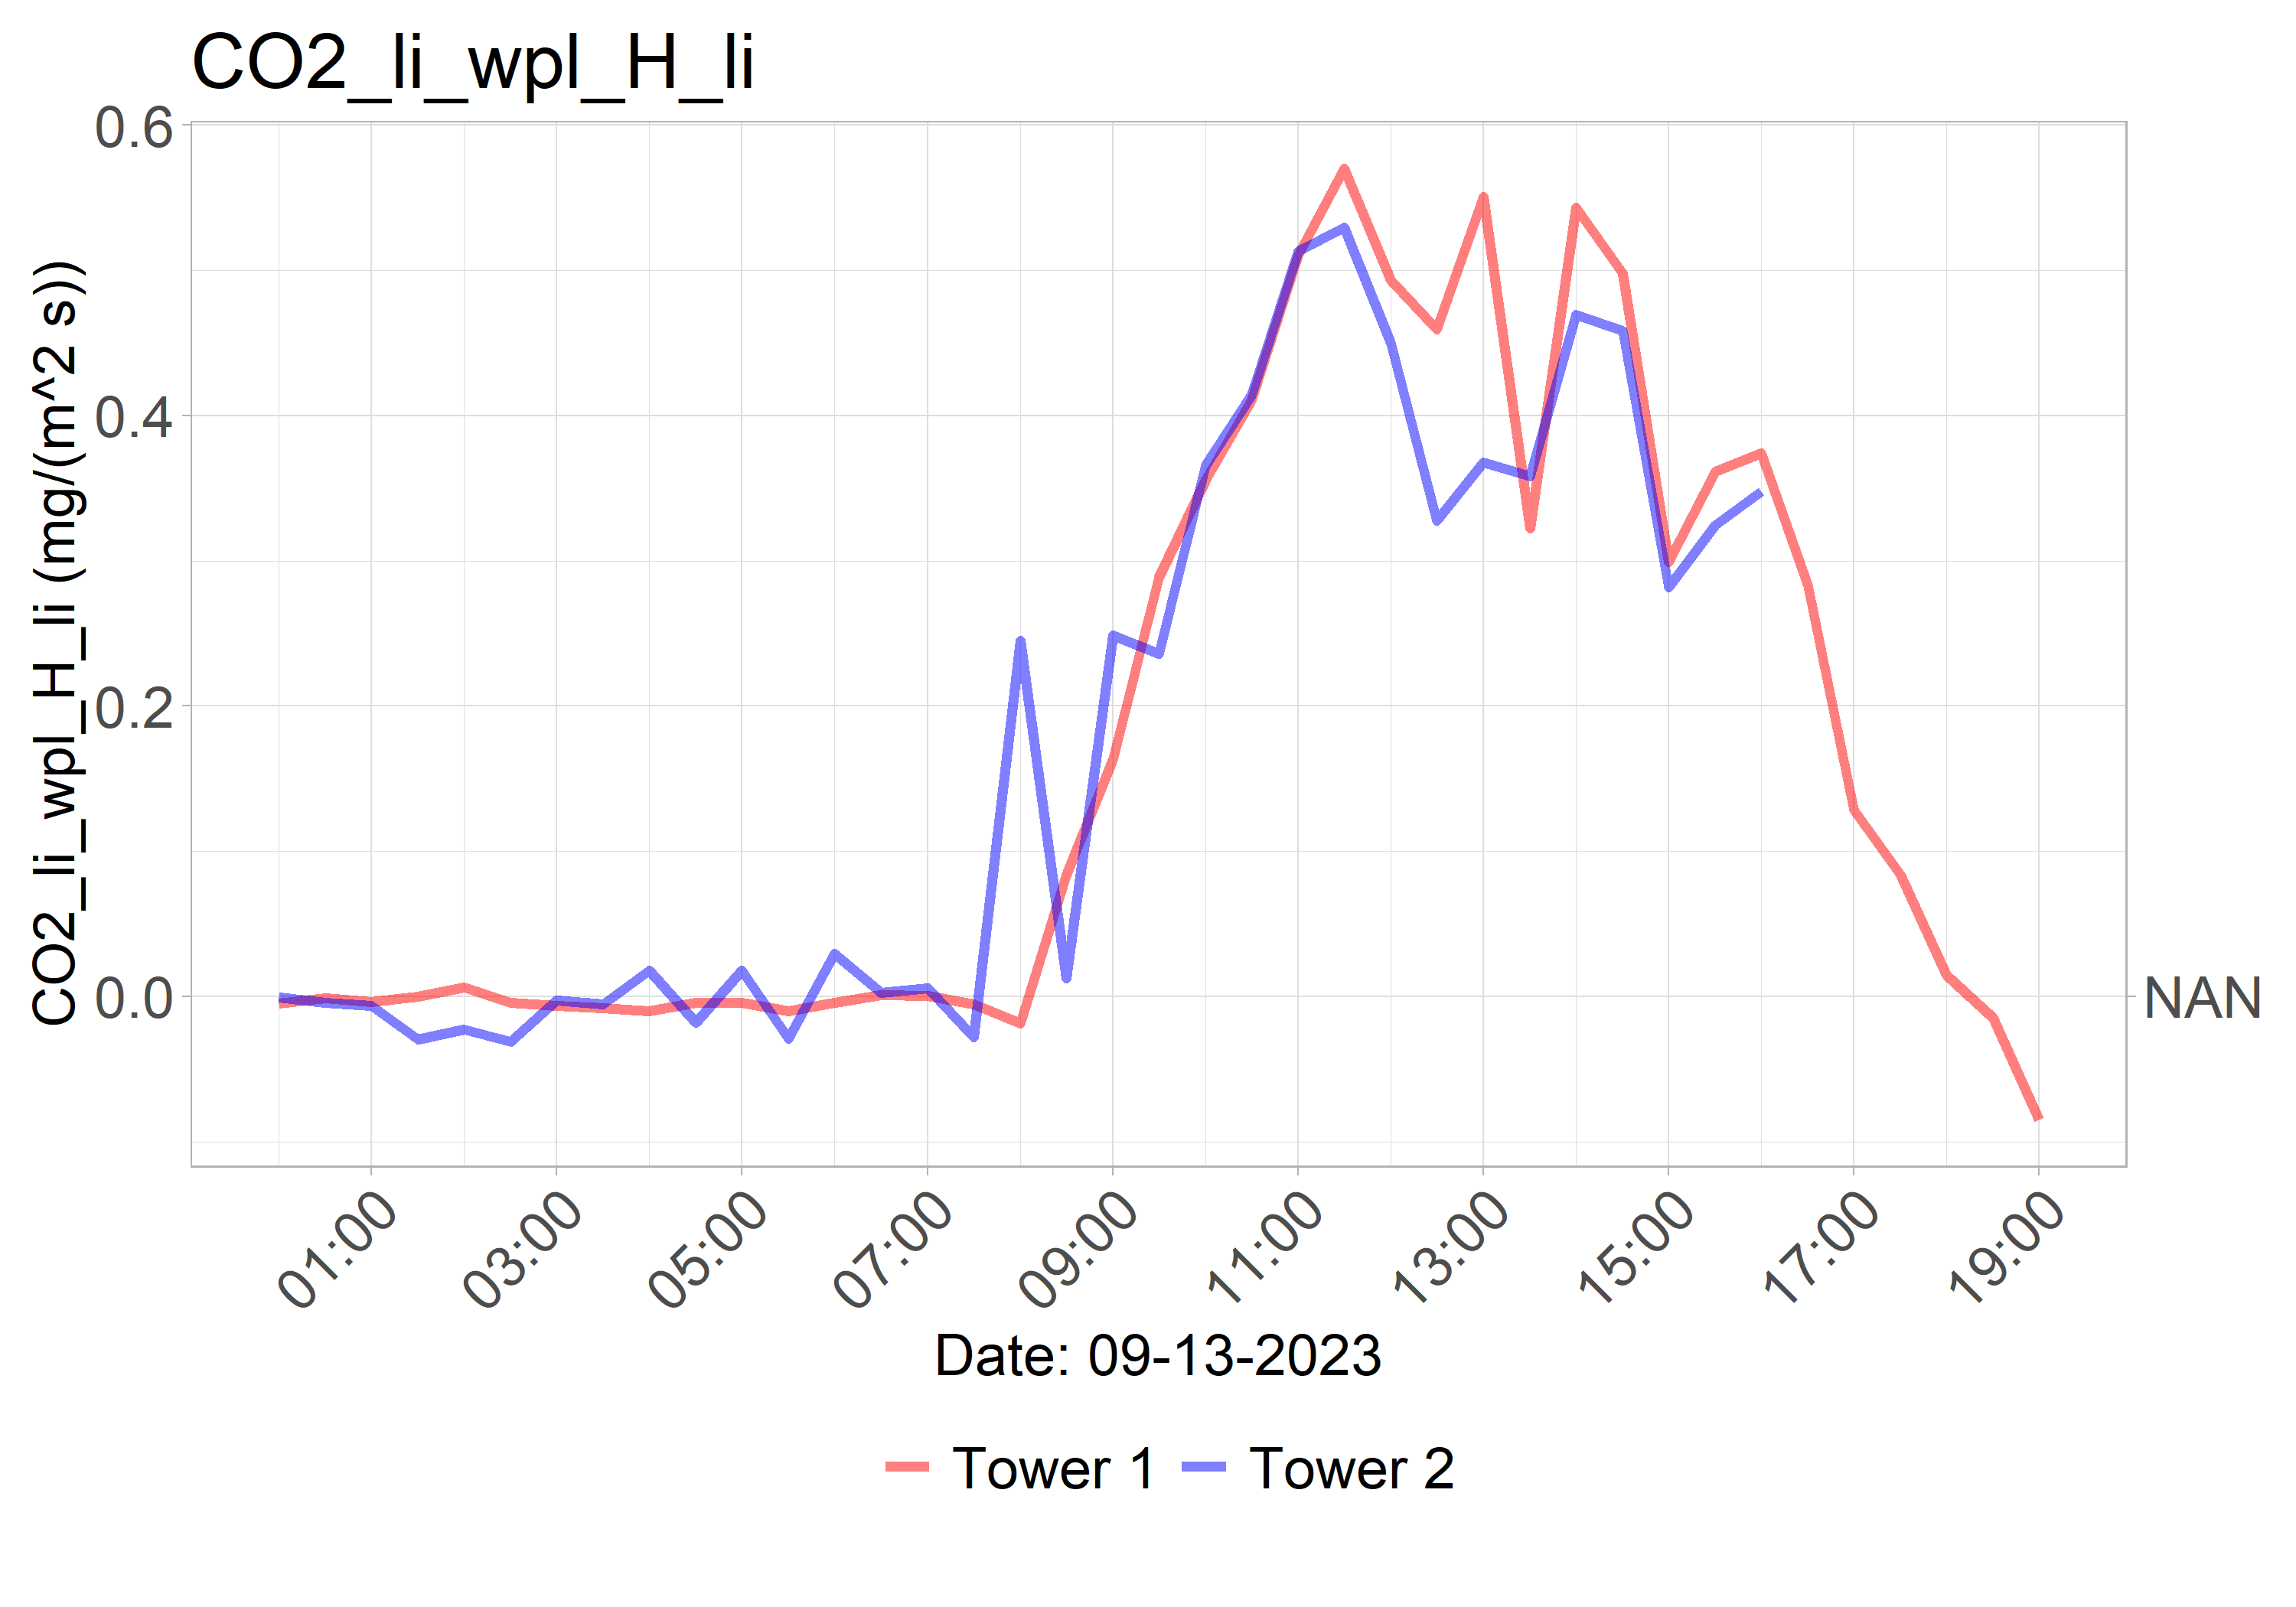 CO2_li_wpl_H_li
CO2_li_wpl_H_li (mg/(m^2 s))
0.6
0.4
0.2
0.0
NAN
01:00
03:00
05:00
07:00
09:00
11:00
13:00
15:00
17:00
19:00
Date: 09-13-2023
Tower 1
Tower 2